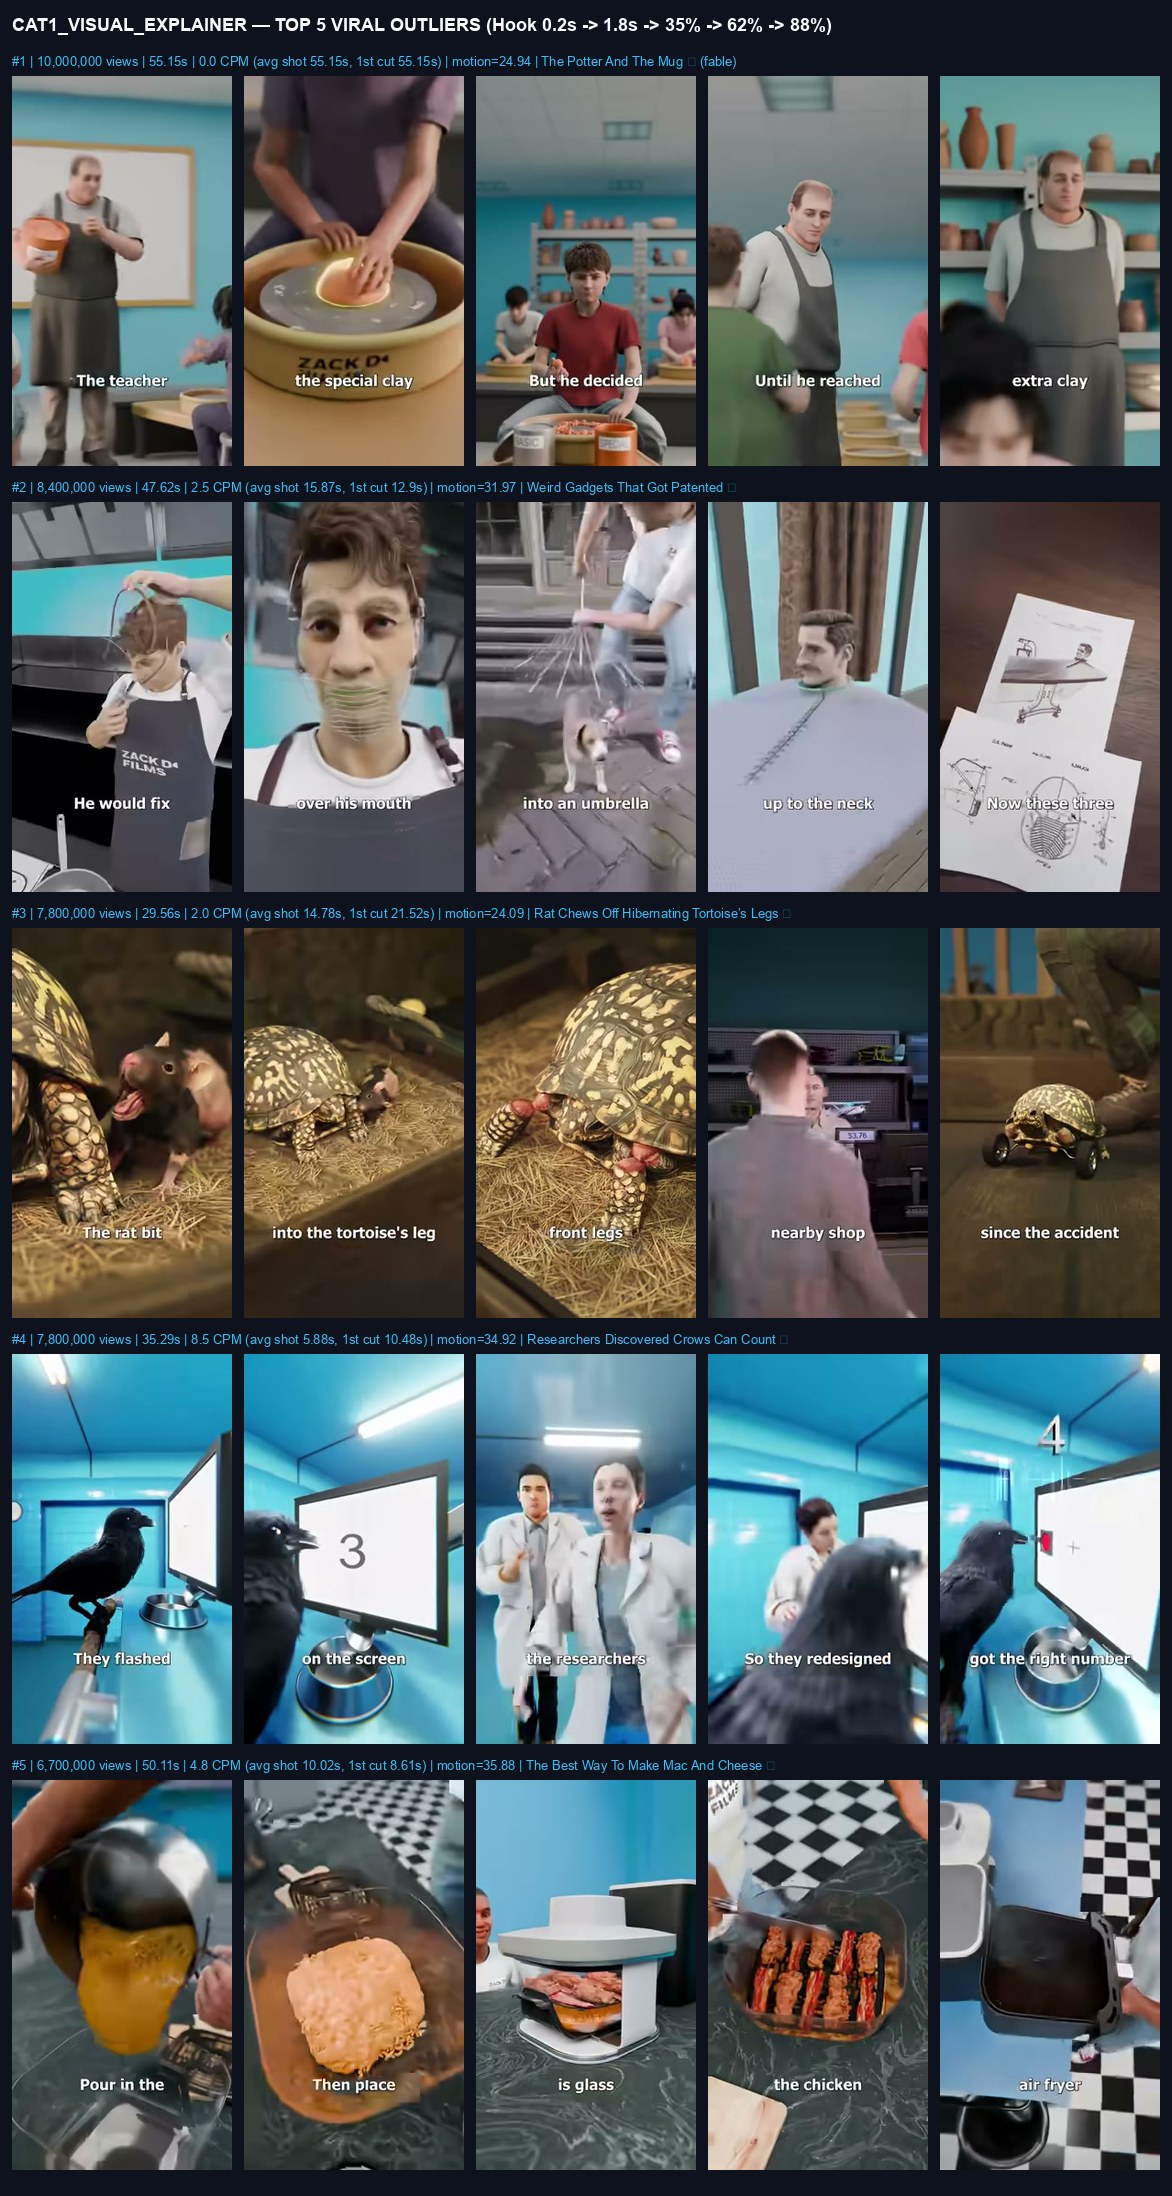 CAT1_VISUAL_EXPLAINER — TOP 5 VIRAL OUTLIERS (Hook 0.2s -> 1.8s -> 35% -> 62% -> 88%)
#1 | 10,000,000 views | 55.15s | 0.0 CPM (avg shot 55.15s, 1st cut 55.15s) | motion=24.94 | The Potter And The Mug □ (fable)
The teacher
ZACK D
the special clay
But he decided
BASIC
SPECIAL
Until he reached
extra clay
#2 | 8,400,000 views | 47.62s | 2.5 CPM (avg shot 15.87s, 1st cut 12.9s) | motion=31.97 | Weird Gadgets That Got Patented □
ZACK D
FILMS
He would fix
over his mouth
into an umbrella
up to the neck
Now these three
#3 | 7,800,000 views | 29.56s | 2.0 CPM (avg shot 14.78s, 1st cut 21.52s) | motion=24.09 | Rat Chews Off Hibernating Tortoise's Legs □
The rat bit
into the tortoise's leg
front legs
53.76
nearby shop
since the accident
#4 | 7,800,000 views | 35.29s | 8.5 CPM (avg shot 5.88s, 1st cut 10.48s) | motion=34.92 | Researchers Discovered Crows Can Count □
They flashed
3
on the screen
the researchers
So they redesigned
4
got the right number
#5 | 6,700,000 views | 50.11s | 4.8 CPM (avg shot 10.02s, 1st cut 8.61s) | motion=35.88 | The Best Way To Make Mac And Cheese □
Pour in the
Then place
is glass
FILMS
the chicken
air fryer